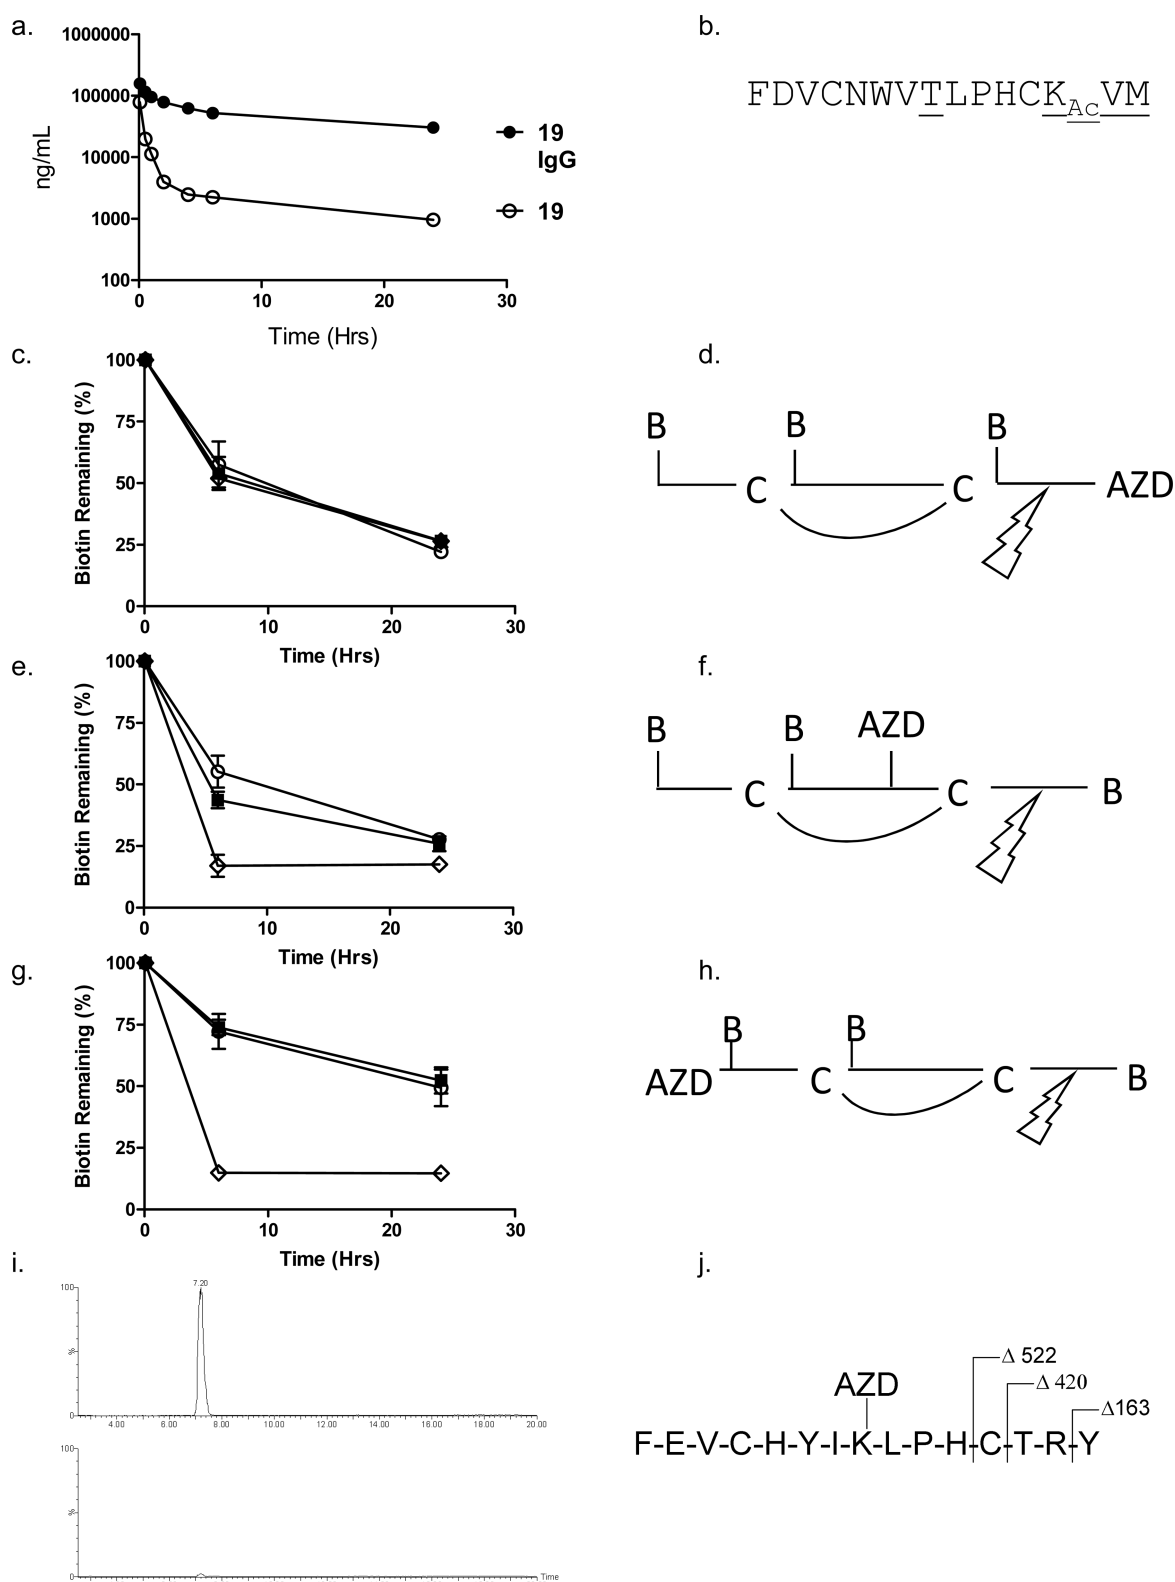 a.
1000000
100000
10000
1000
100
ng/mL
0 10 20 30
Time (Hrs)
19
IgG
19
b.
FDVCNWVTLPHCKAcVM
c.
100
75
50
25
0
Biotin Remaining (%)
0 10 20 30
Time (Hrs)
d.
B B B
C C AZD
e.
100
75
50
25
0
Biotin Remaining (%)
0 10 20 30
Time (Hrs)
f.
B B AZD
C C B
g.
100
75
50
25
0
Biotin Remaining (%)
0 10 20 30
Time (Hrs)
h.
B B
AZD C C B
i.
7.20
100
%
0
4.00 6.00 8.00 10.00 12.00 14.00 16.00 18.00 20.00
100
%
0
Time
j.
Δ 522
Δ 420
Δ163
AZD
F-E-V-C-H-Y-I-K-L-P-H-C-T-R-Y